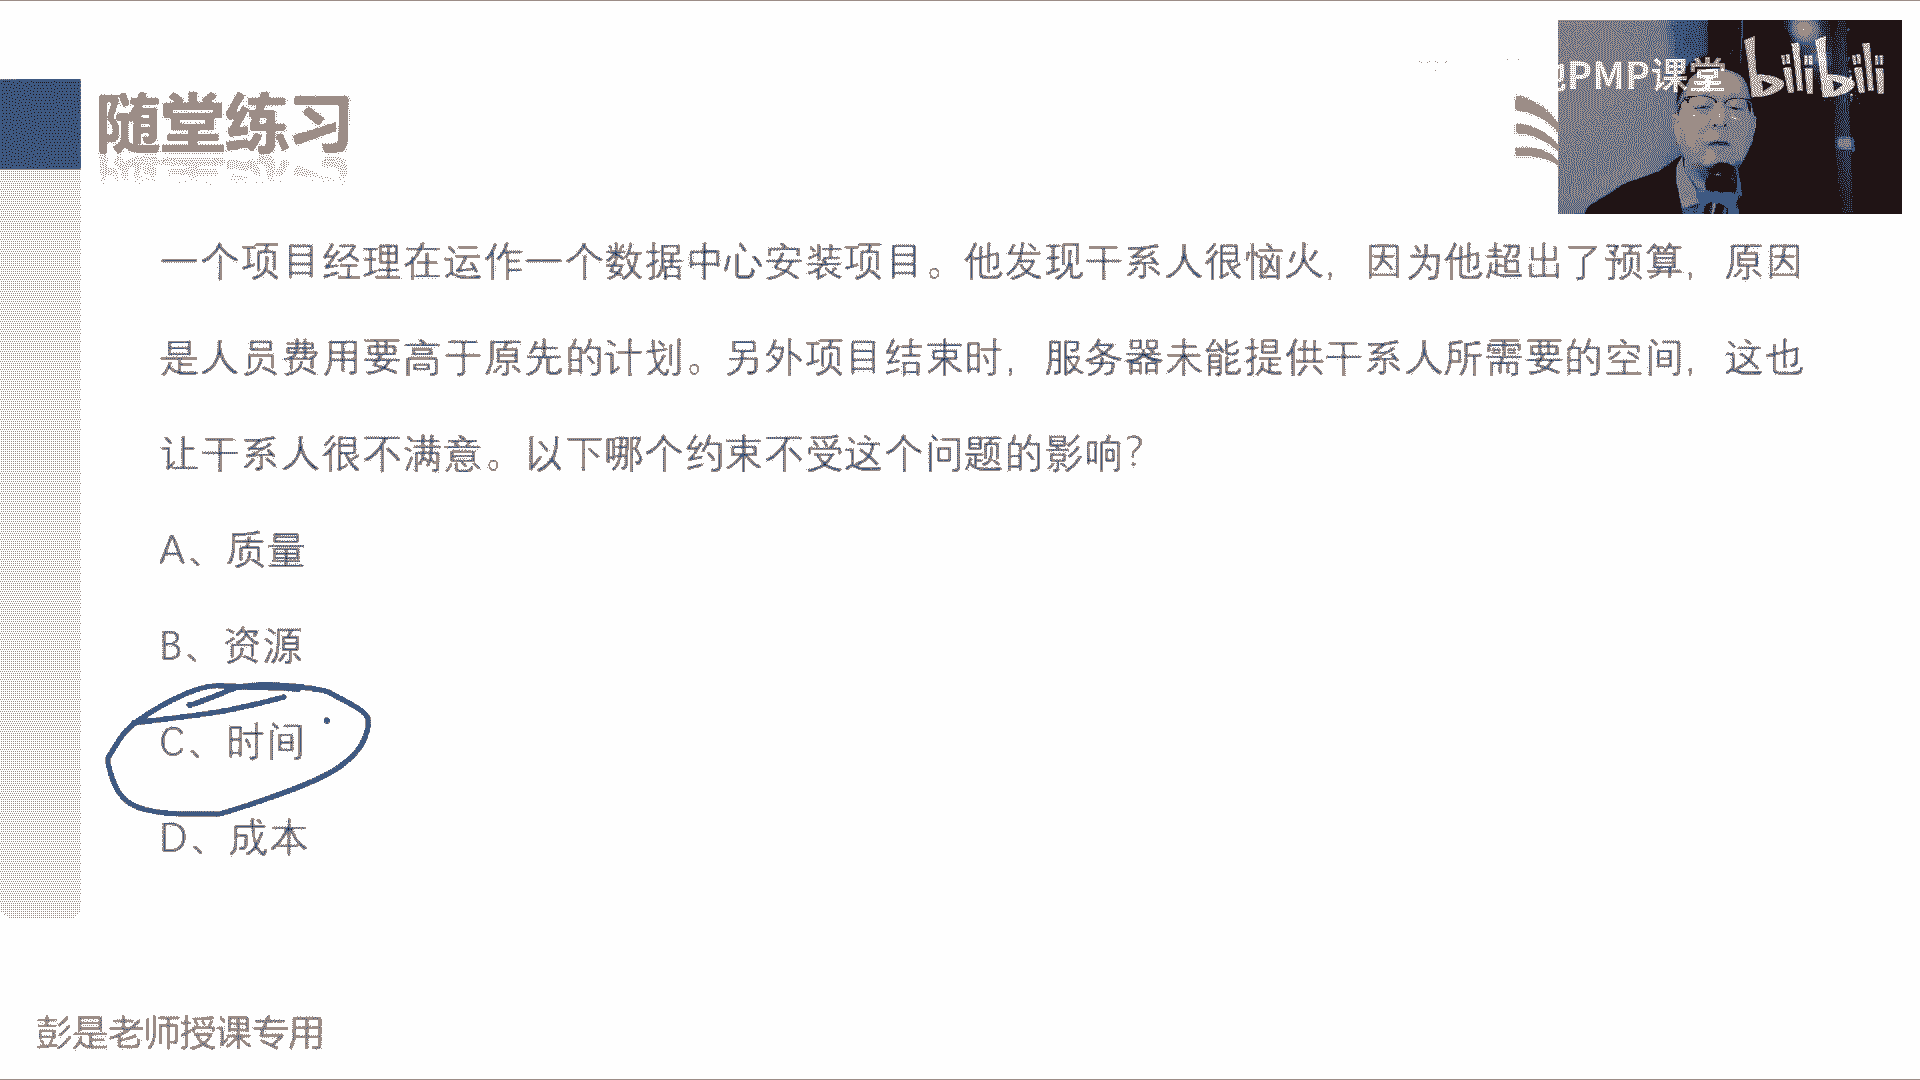 PMP课堂 bilibili
随堂练习
一个项目经理在运作一个数据中心安装项目。他发现干系人很恼火，因为他超出了预算，原因
是人员费用要高于原先的计划。另外项目结束时，服务器未能提供干系人所需要的空间，这也
让干系人很不满意。以下哪个约束不受这个问题的影响？
A、质量
B、资源
C、时间
D、成本
彭是老师授课专用